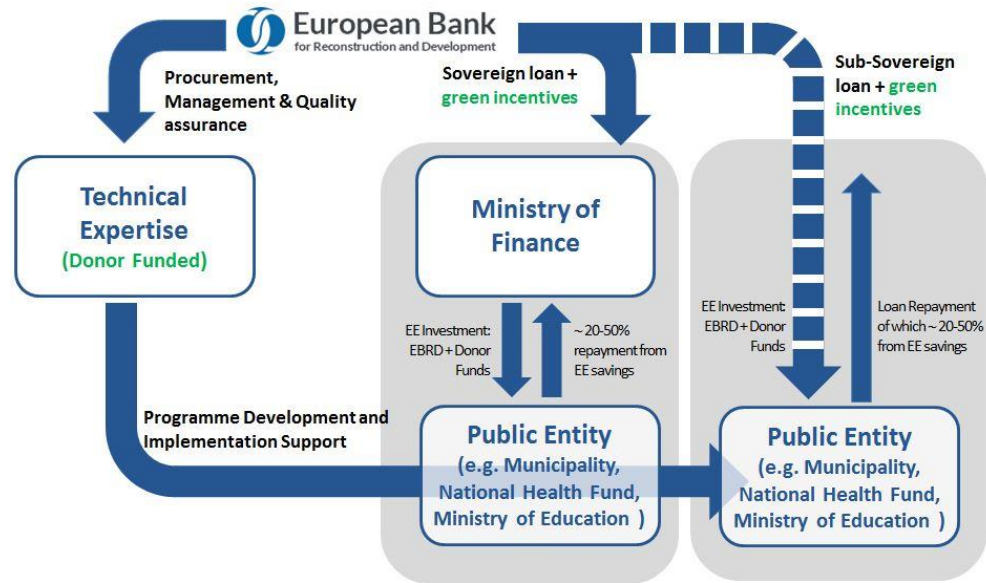 European Bank
for Reconstruction and Development
Procurement,
Management & Quality
assurance
Sovereign loan +
green incentives
Sub-Sovereign
loan + green
incentives
Technical
Expertise
(Donor Funded)
Ministry of
Finance
EE Investment:
EBRD + Donor
Funds
~ 20-50%
repayment from
EE savings
EE Investment:
EBRD + Donor
Funds
Loan Repayment
of which ~ 20-50%
from EE savings
Programme Development and
Implementation Support
Public Entity
(e.g. Municipality,
National Health Fund,
Ministry of Education )
Public Entity
(e.g. Municipality,
National Health Fund,
Ministry of Education )